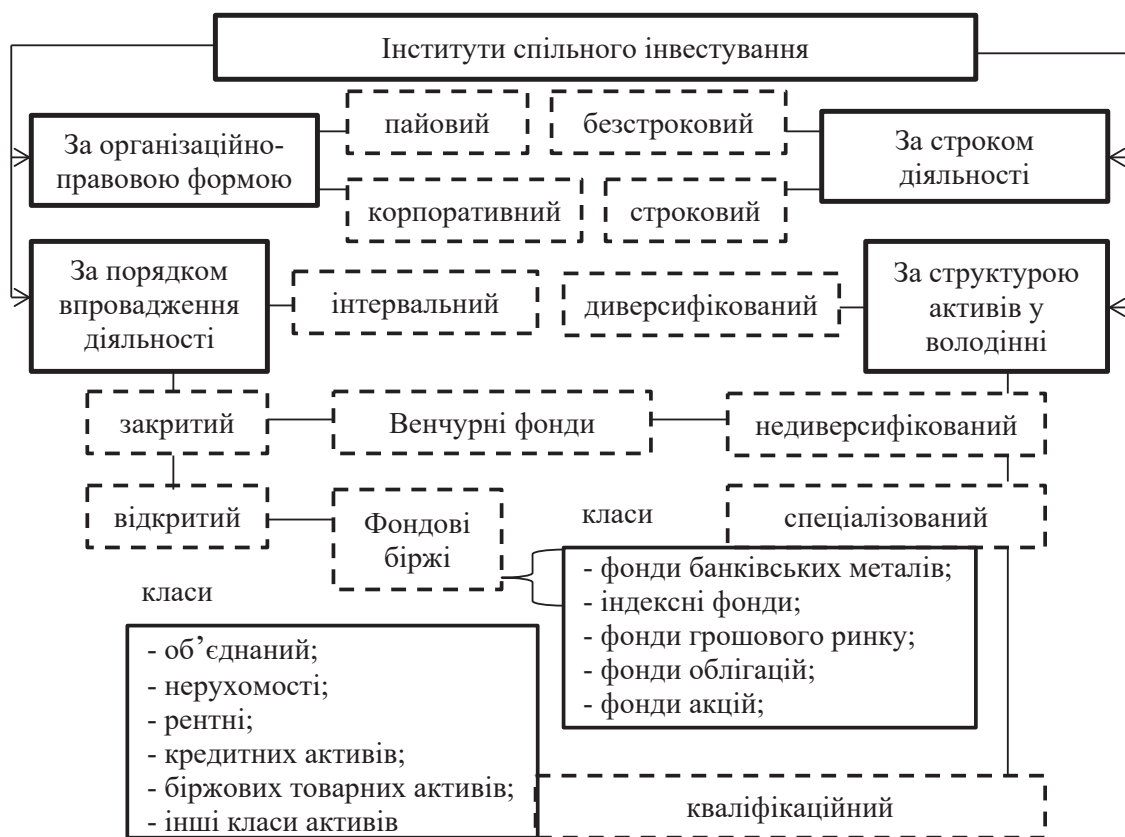 Інститути спільного інвестування
пайовий
безстроковий
За організаційно-
правовою формою
За строком
діяльності
корпоративний
строковий
За порядком
впровадження
діяльності
інтервальний
диверсифікований
За структурою
активів у
володінні
закритий
Венчурні фонди
недиверсифікований
відкритий
Фондові
біржі
класи
спеціалізований
- фонди банківських металів;
- індексні фонди;
- фонди грошового ринку;
- фонди облігацій;
- фонди акцій;
класи
- об’єднаний;
- нерухомості;
- рентні;
- кредитних активів;
- біржових товарних активів;
- інші класи активів
кваліфікаційний